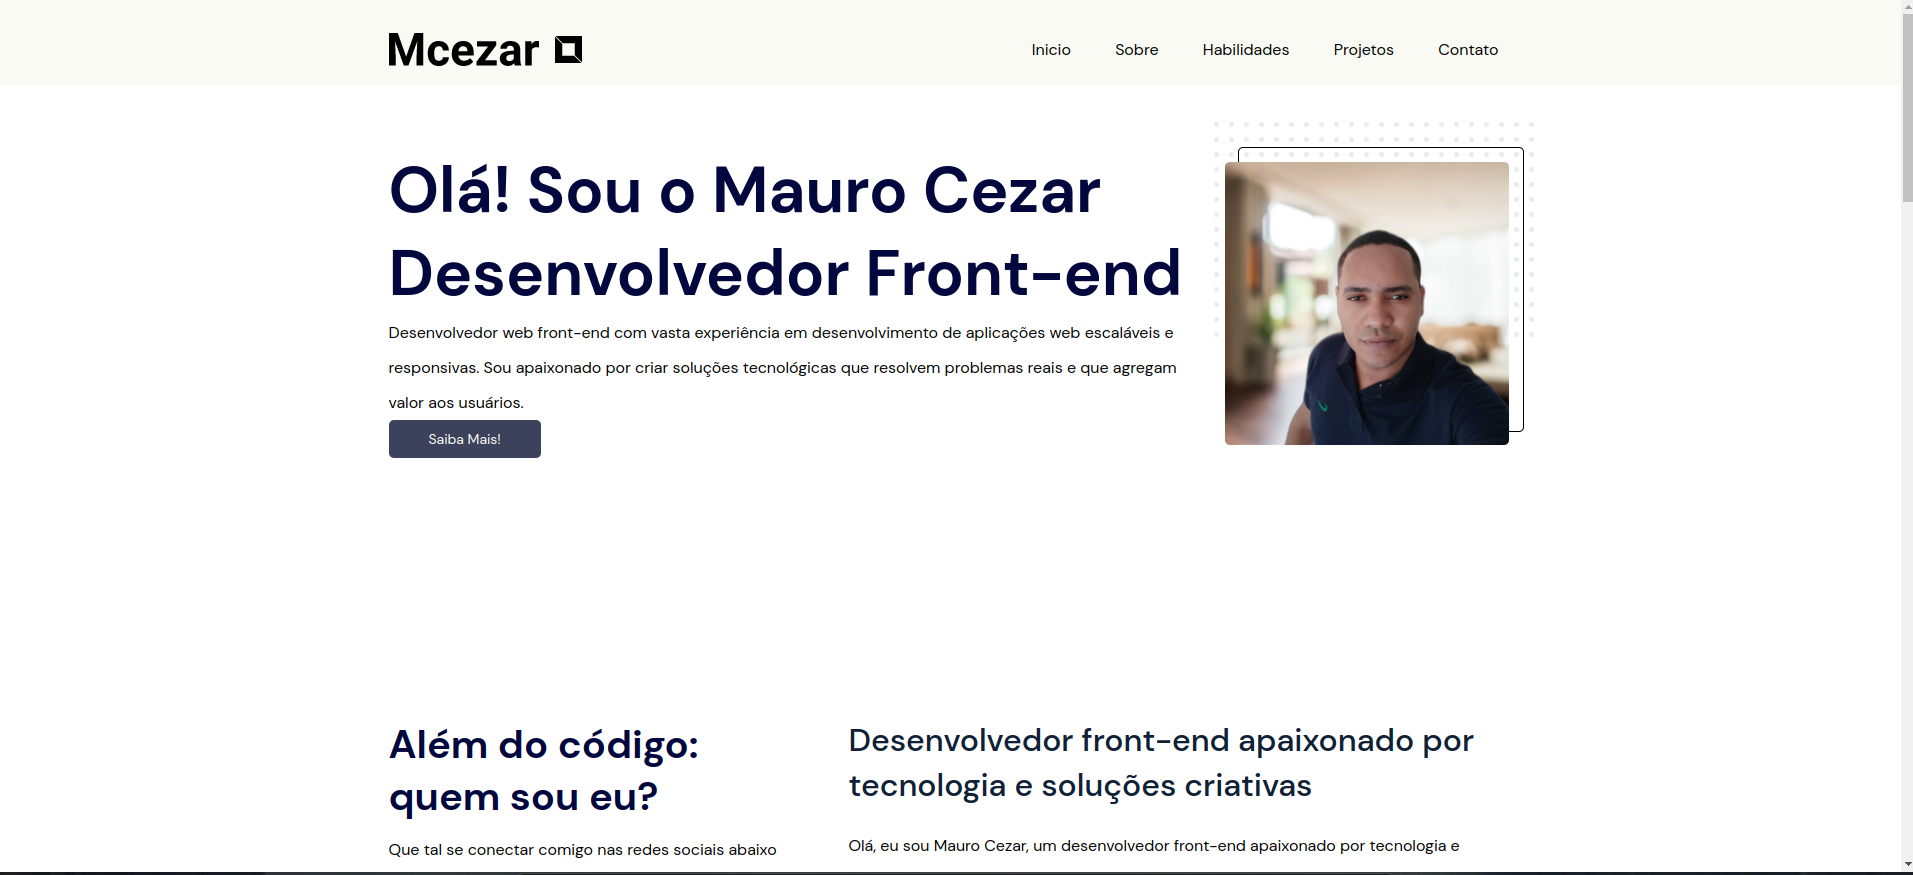 Mcezar
Inicio Sobre Habilidades Projetos Contato
Olá! Sou o Mauro Cezar
Desenvolvedor Front-end
Desenvolvedor web front-end com vasta experiência em desenvolvimento de aplicações web escaláveis e
responsivas. Sou apaixonado por criar soluções tecnológicas que resolvem problemas reais e que agregam
valor aos usuários.
Saiba Mais!
Além do código:
quem sou eu?
Que tal se conectar comigo nas redes sociais abaixo
Desenvolvedor front-end apaixonado por
tecnologia e soluções criativas
Olá, eu sou Mauro Cezar, um desenvolvedor front-end apaixonado por tecnologia e